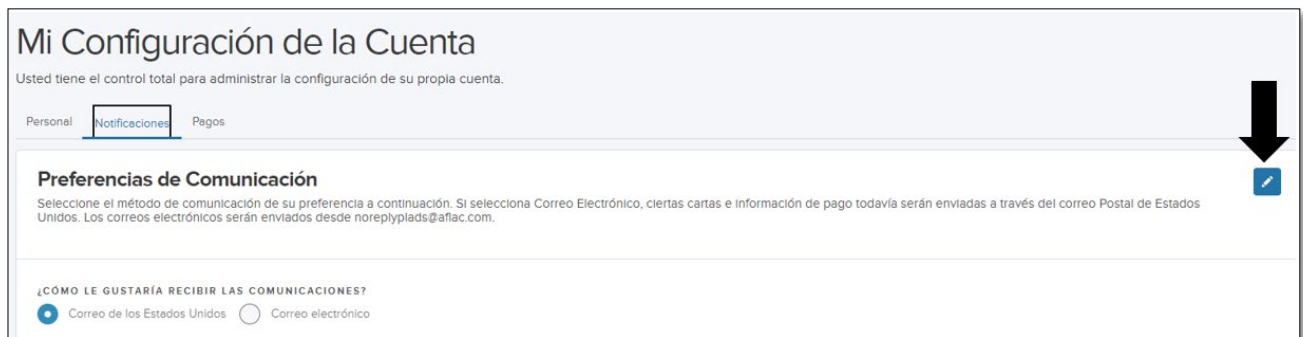 Mi Configuración de la Cuenta
Usted tiene el control total para administrar la configuración de su propia cuenta.
Personal Notificaciones Pagos
Preferencias de Comunicación
Seleccione el método de comunicación de su preferencia a continuación. Si selecciona Correo Electrónico, ciertas cartas e información de pago todavía serán enviadas a través del correo Postal de Estados
Unidos. Los correos electrónicos serán enviados desde noreplyplads@aflac.com.
¿CÓMO LE GUSTARÍA RECIBIR LAS COMUNICACIONES?
Correo de los Estados Unidos Correo electrónico